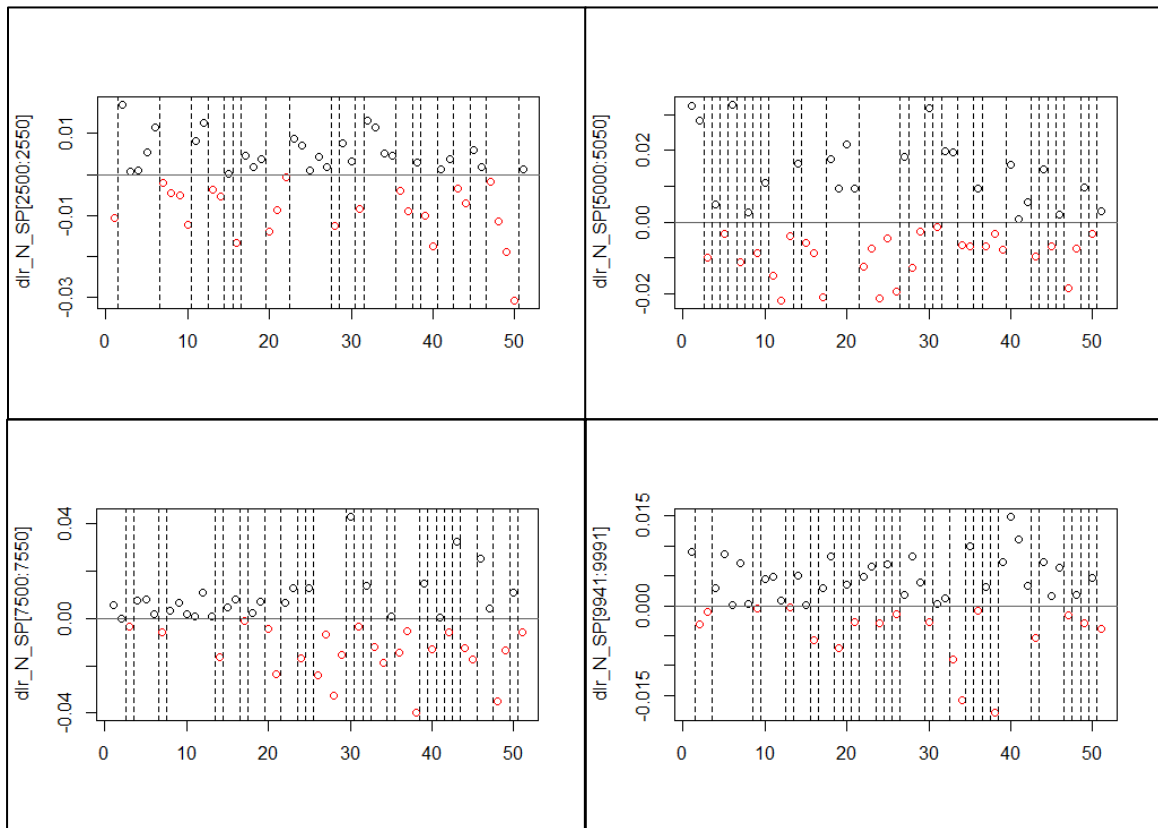 dlr_N_SP[2500:2550]
0.01
-0.01
-0.03
0 10 20 30 40 50
dlr_N_SP[5000:5050]
0.02
0.00
-0.02
0 10 20 30 40 50
dlr_N_SP[7500:7550]
0.04
0.00
-0.04
0 10 20 30 40 50
dlr_N_SP[9941:9991]
0.015
0.000
-0.015
0 10 20 30 40 50